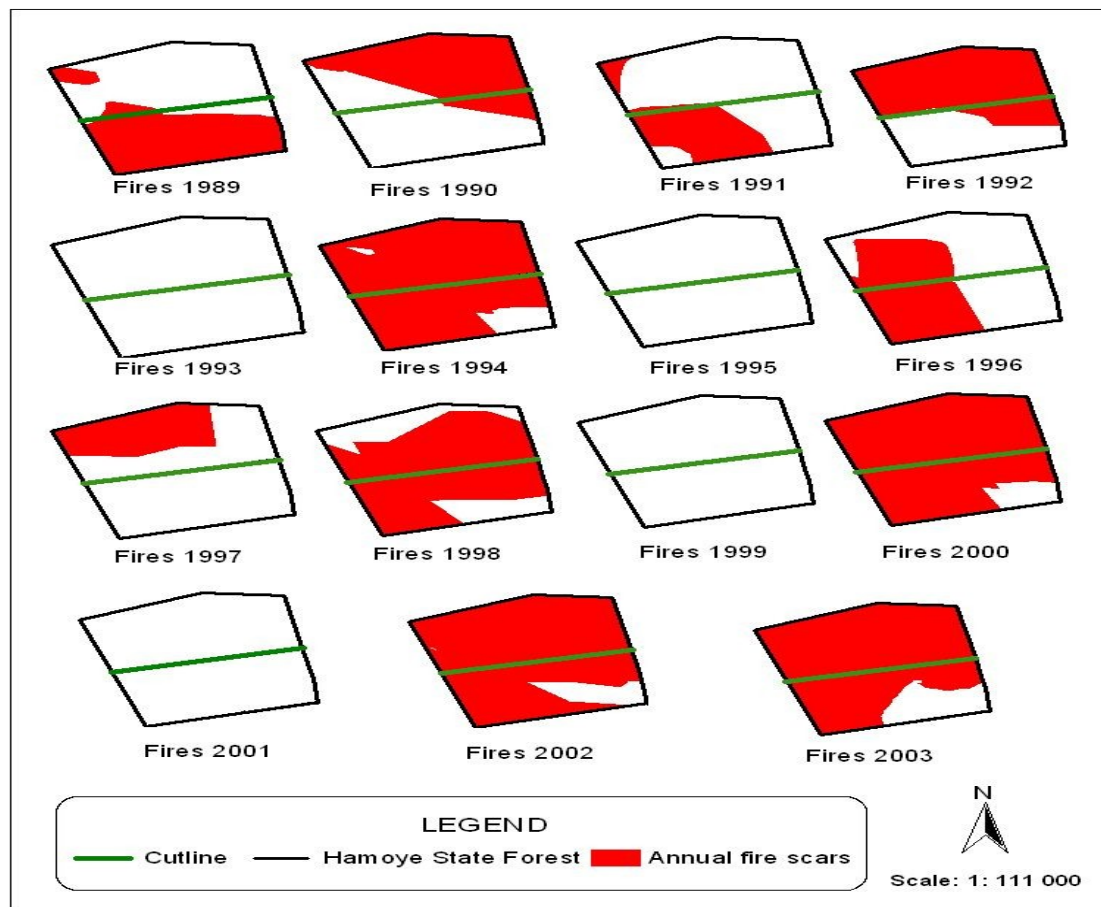 Fires 1989
Fires 1990
Fires 1991
Fires 1992
Fires 1993
Fires 1994
Fires 1995
Fires 1996
Fires 1997
Fires 1998
Fires 1999
Fires 2000
Fires 2001
Fires 2002
Fires 2003
LEGEND
Cutline
Hamoye State Forest
Annual fire scars
N
Scale: 1: 111 000